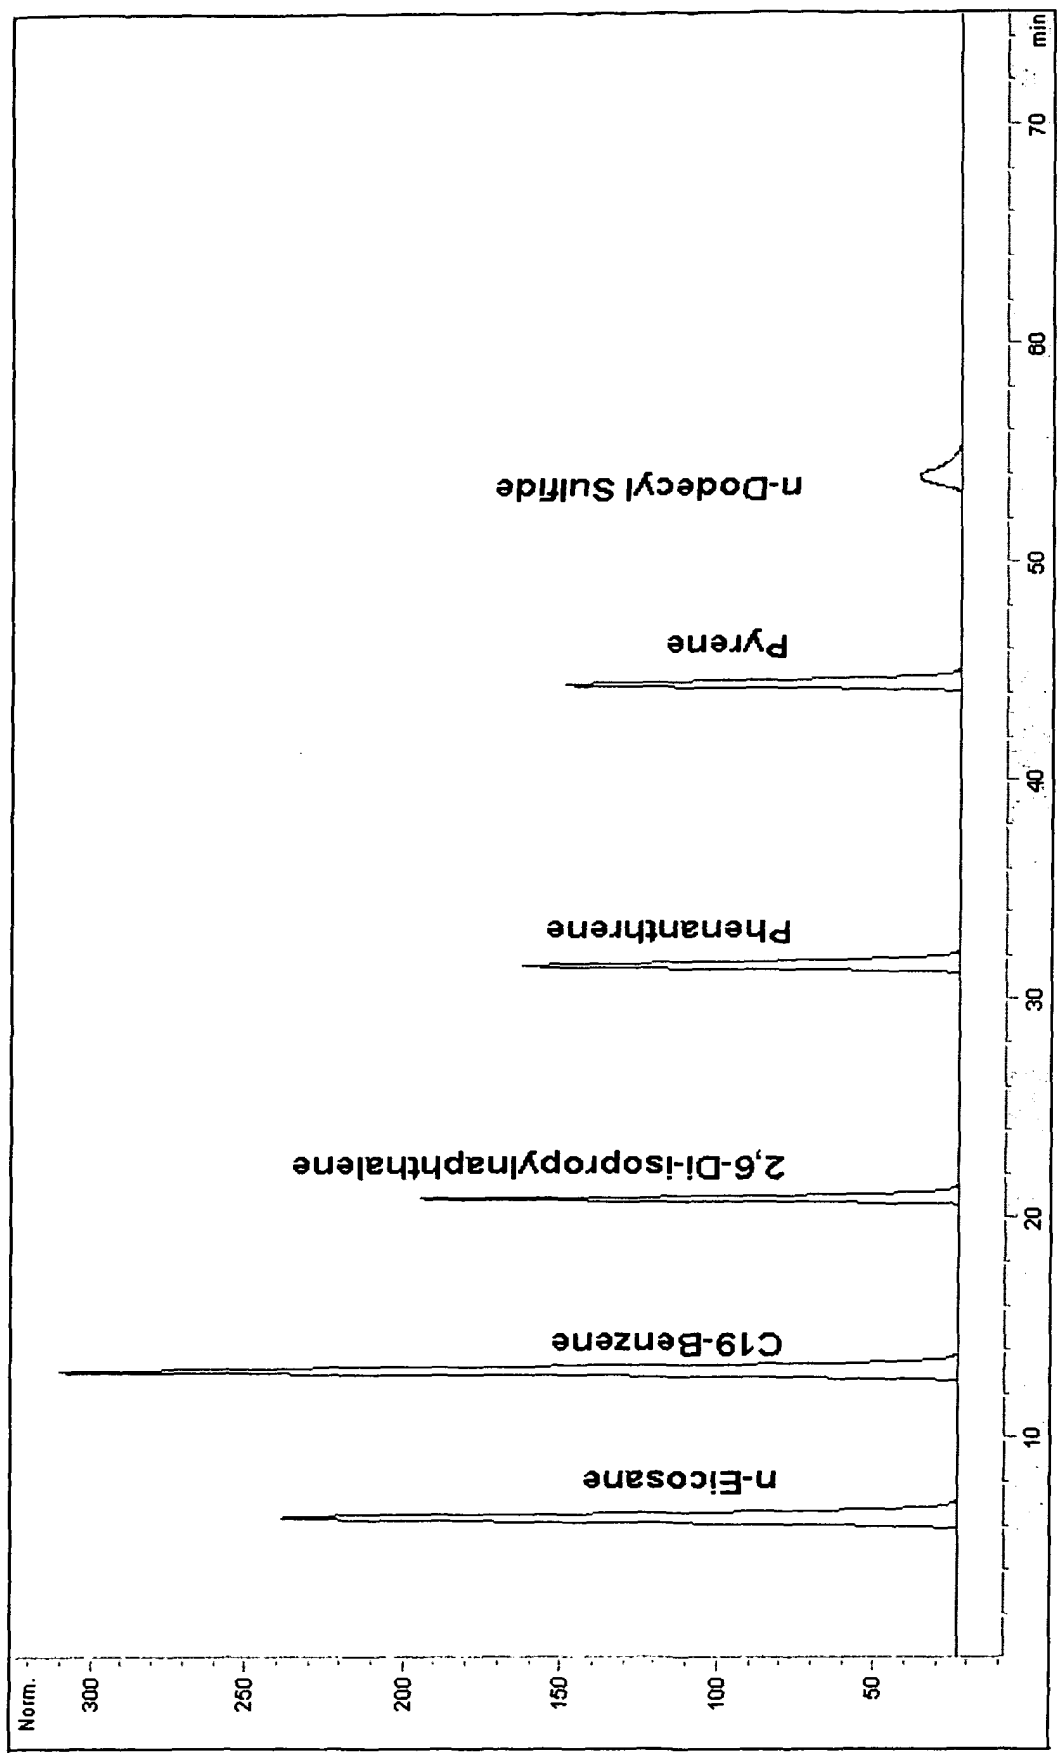 Norm.
300
250
200
150
100
50
n-Eicosane
C19-Benzene
2,6-Di-isopropylnaphthalene
Phenanthrene
Pyrene
n-Dodecyl Sulfide
10
20
30
40
50
60
70
min